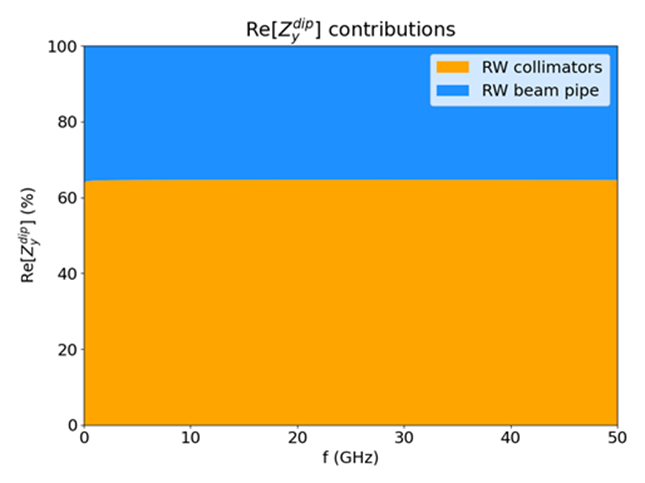 Re[Z_y^{dip}] contributions
RW collimators
RW beam pipe
Re[Z_y^{dip}] (%)
100
80
60
40
20
0
0 10 20 30 40 50
f (GHz)